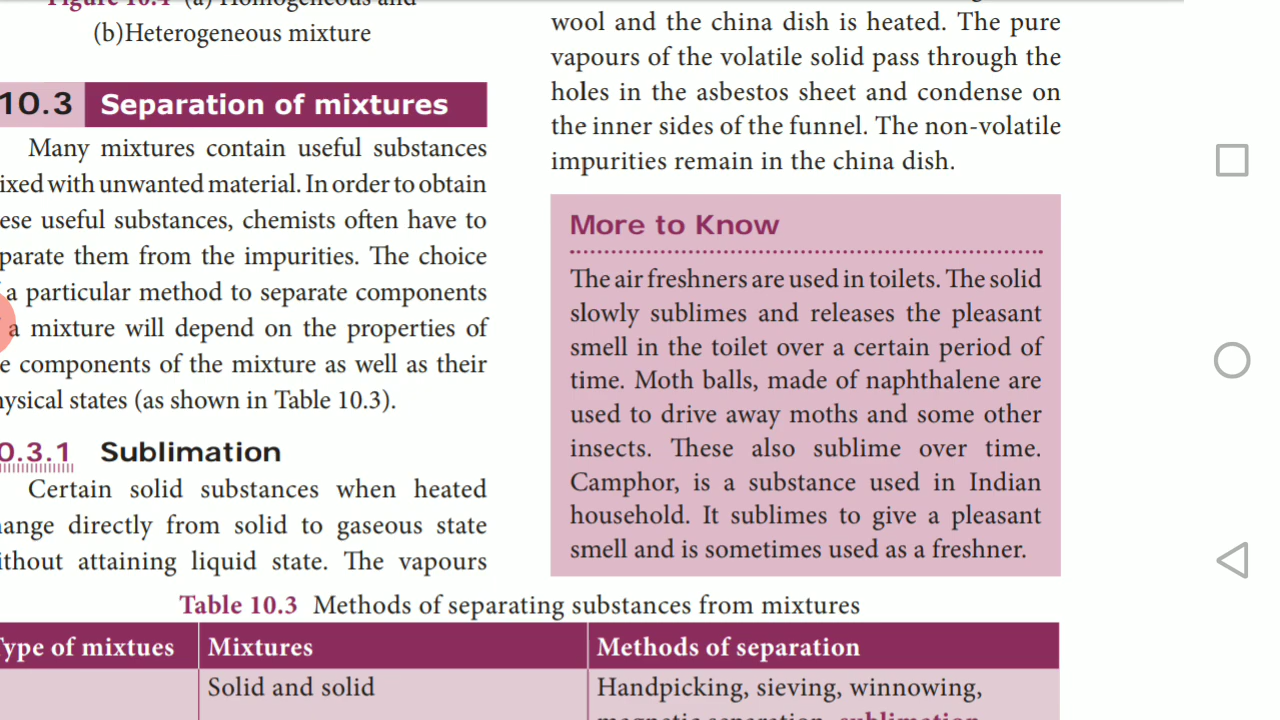 (b)Heterogeneous mixture
10.3 Separation of mixtures
Many mixtures contain useful substances
ixed with unwanted material. In order to obtain
ese useful substances, chemists often have to
parate them from the impurities. The choice
a particular method to separate components
a mixture will depend on the properties of
e components of the mixture as well as their
ysical states (as shown in Table 10.3).
0.3.1 Sublimation
Certain solid substances when heated
ange directly from solid to gaseous state
ithout attaining liquid state. The vapours
wool and the china dish is heated. The pure
vapours of the volatile solid pass through the
holes in the asbestos sheet and condense on
the inner sides of the funnel. The non-volatile
impurities remain in the china dish.
More to Know
The air freshners are used in toilets. The solid
slowly sublimes and releases the pleasant
smell in the toilet over a certain period of
time. Moth balls, made of naphthalene are
used to drive away moths and some other
insects. These also sublime over time.
Camphor, is a substance used in Indian
household. It sublimes to give a pleasant
smell and is sometimes used as a freshner.
Table 10.3 Methods of separating substances from mixtures
Type of mixtues Mixtures Methods of separation
Solid and solid Handpicking, sieving, winnowing,